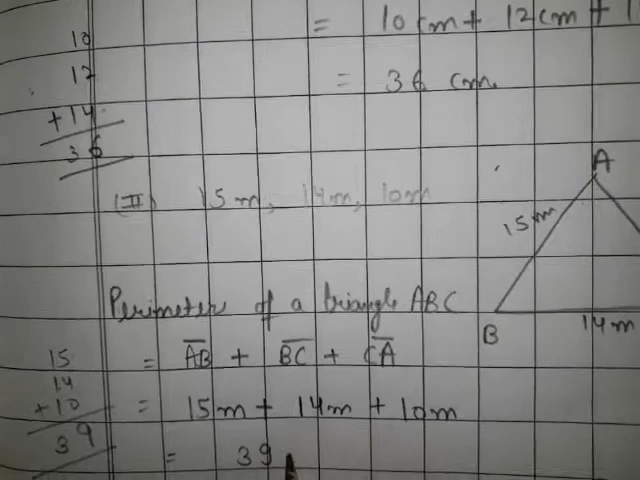 = 10 cm + 12 cm + 1
10
12
+ 14
36
= 36 cm
(II) 15 m, 14 m, 10 m
A
15 m
B
14 m
Perimeter of a triangle ABC
= AB + BC + CA
= 15 m + 14 m + 10 m
= 39
15
14
+ 10
39